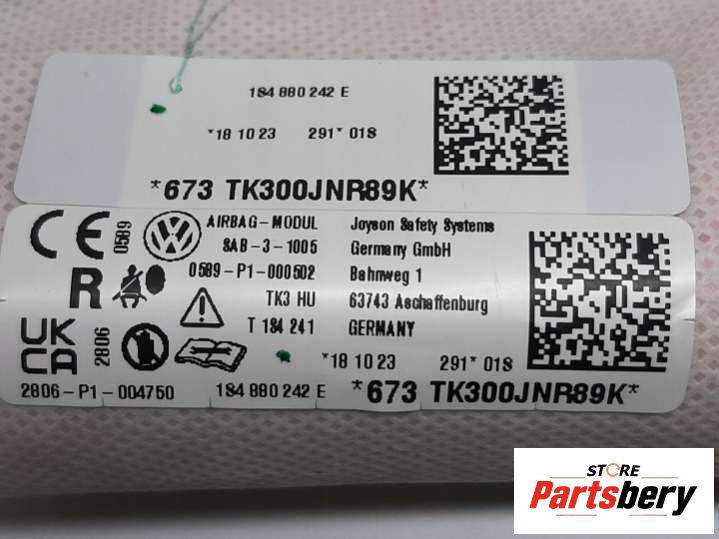 1S4 880 242 E
*18 10 23 291* 01S
*673 TK300JNR89K*
CE 0589
AIRBAG-MODUL
SAB-3-1005
0589-P1-000502
TK3 HU
T 184 241
Joyson Safety Systems
Germany GmbH
Bahnweg 1
63743 Aschaffenburg
GERMANY
R
UK
CA
2806
*18 10 23 291* 01S
2806-P1-004750 1S4 880 242 E *673 TK300JNR89K*
STORE
Partsbery